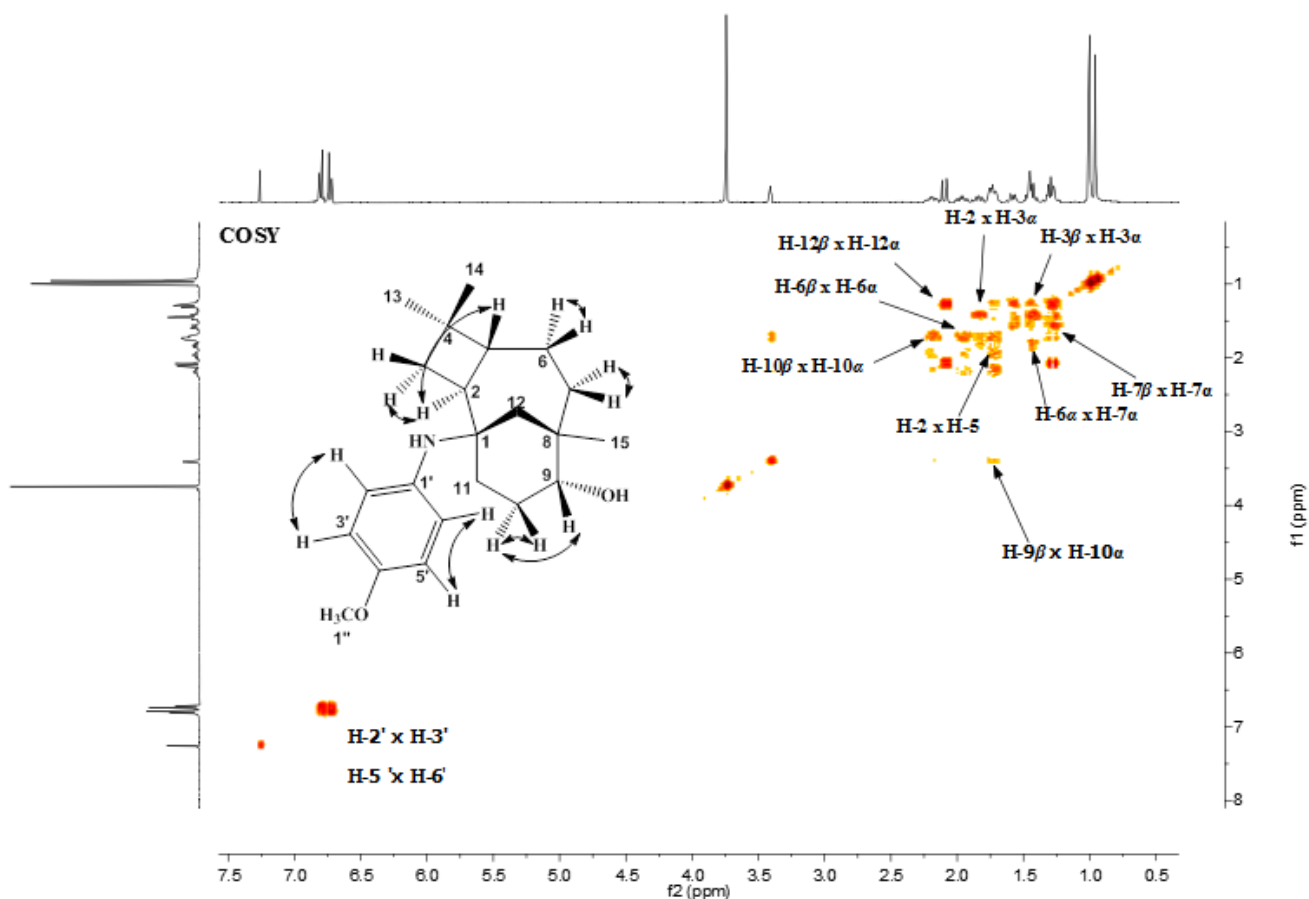 COSY
H-2 x H-3α
H-12β x H-12α
H-3β x H-3α
H-6β x H-6α
H-10β x H-10α
H-7β x H-7α
H-6α x H-7α
H-2 x H-5
H-9β x H-10α
14
13
H
H
H
4
6
H
H
H
2
H
H
12
H
HN
1
8
15
H
1'
11
9
OH
H
H
3'
5'
H
H
H
H
H₃CO
1"
H-2' x H-3'
H-5 'x H-6'
1
2
3
4
5
6
7
8
f1 (ppm)
7.5 7.0 6.5 6.0 5.5 5.0 4.5 4.0 3.5 3.0 2.5 2.0 1.5 1.0 0.5
f2 (ppm)